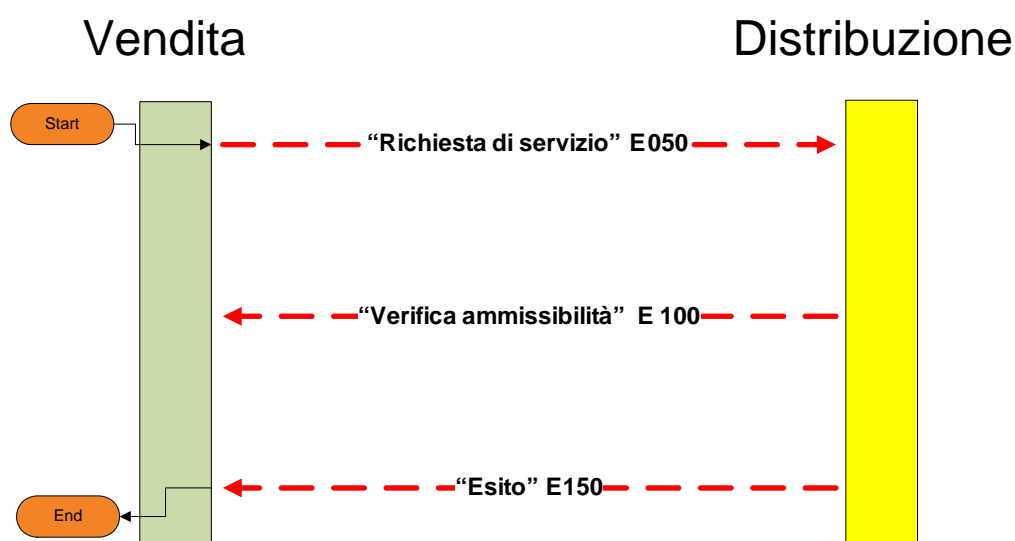 Vendita
Distribuzione
Start
“Richiesta di servizio” E050
“Verifica ammissibilità” E 100
“Esito” E150
End